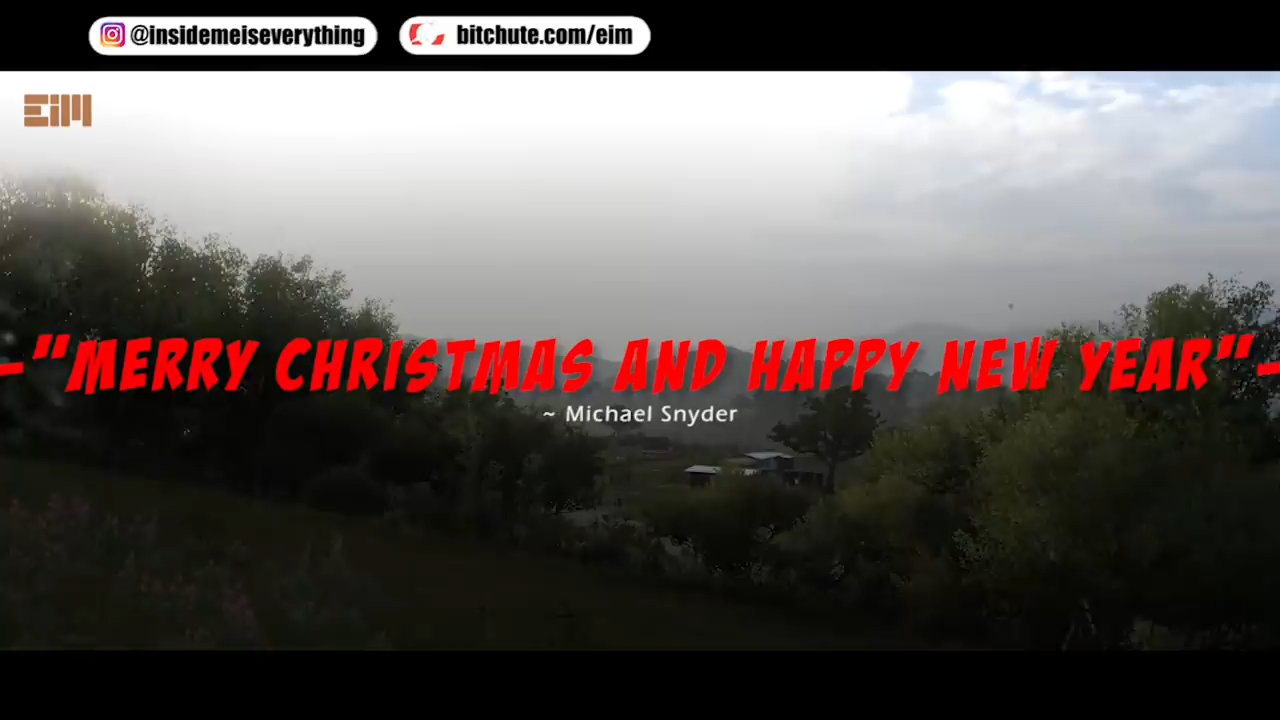 @insidemeiseverything bitchute.com/eim
EiM
-"MERRY CHRISTMAS AND HAPPY NEW YEAR"-
~ Michael Snyder